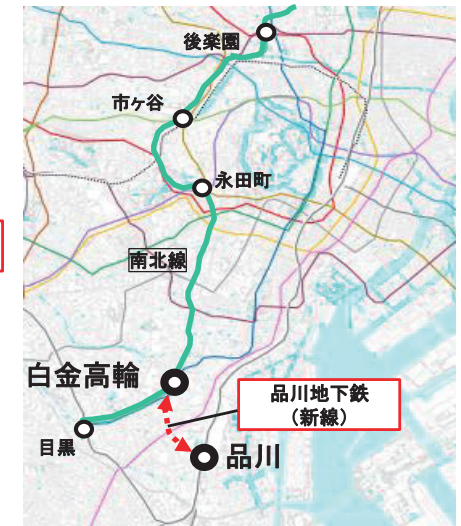 後楽園
市ヶ谷
永田町
南北線
白金高輪
品川地下鉄
(新線)
目黒
品川